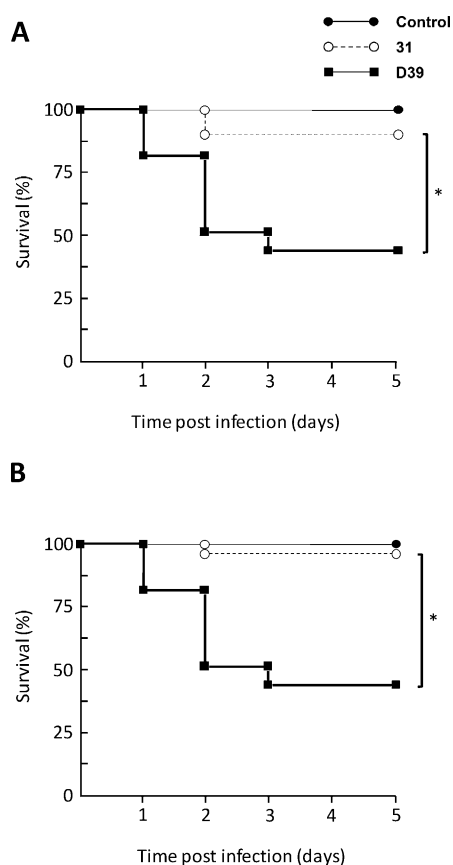 A
Control
31
D39
100
75
50
25
0
Survival (%)
*
1 2 3 4 5
Time post infection (days)
B
100
75
50
25
0
Survival (%)
*
1 2 3 4 5
Time post infection (days)